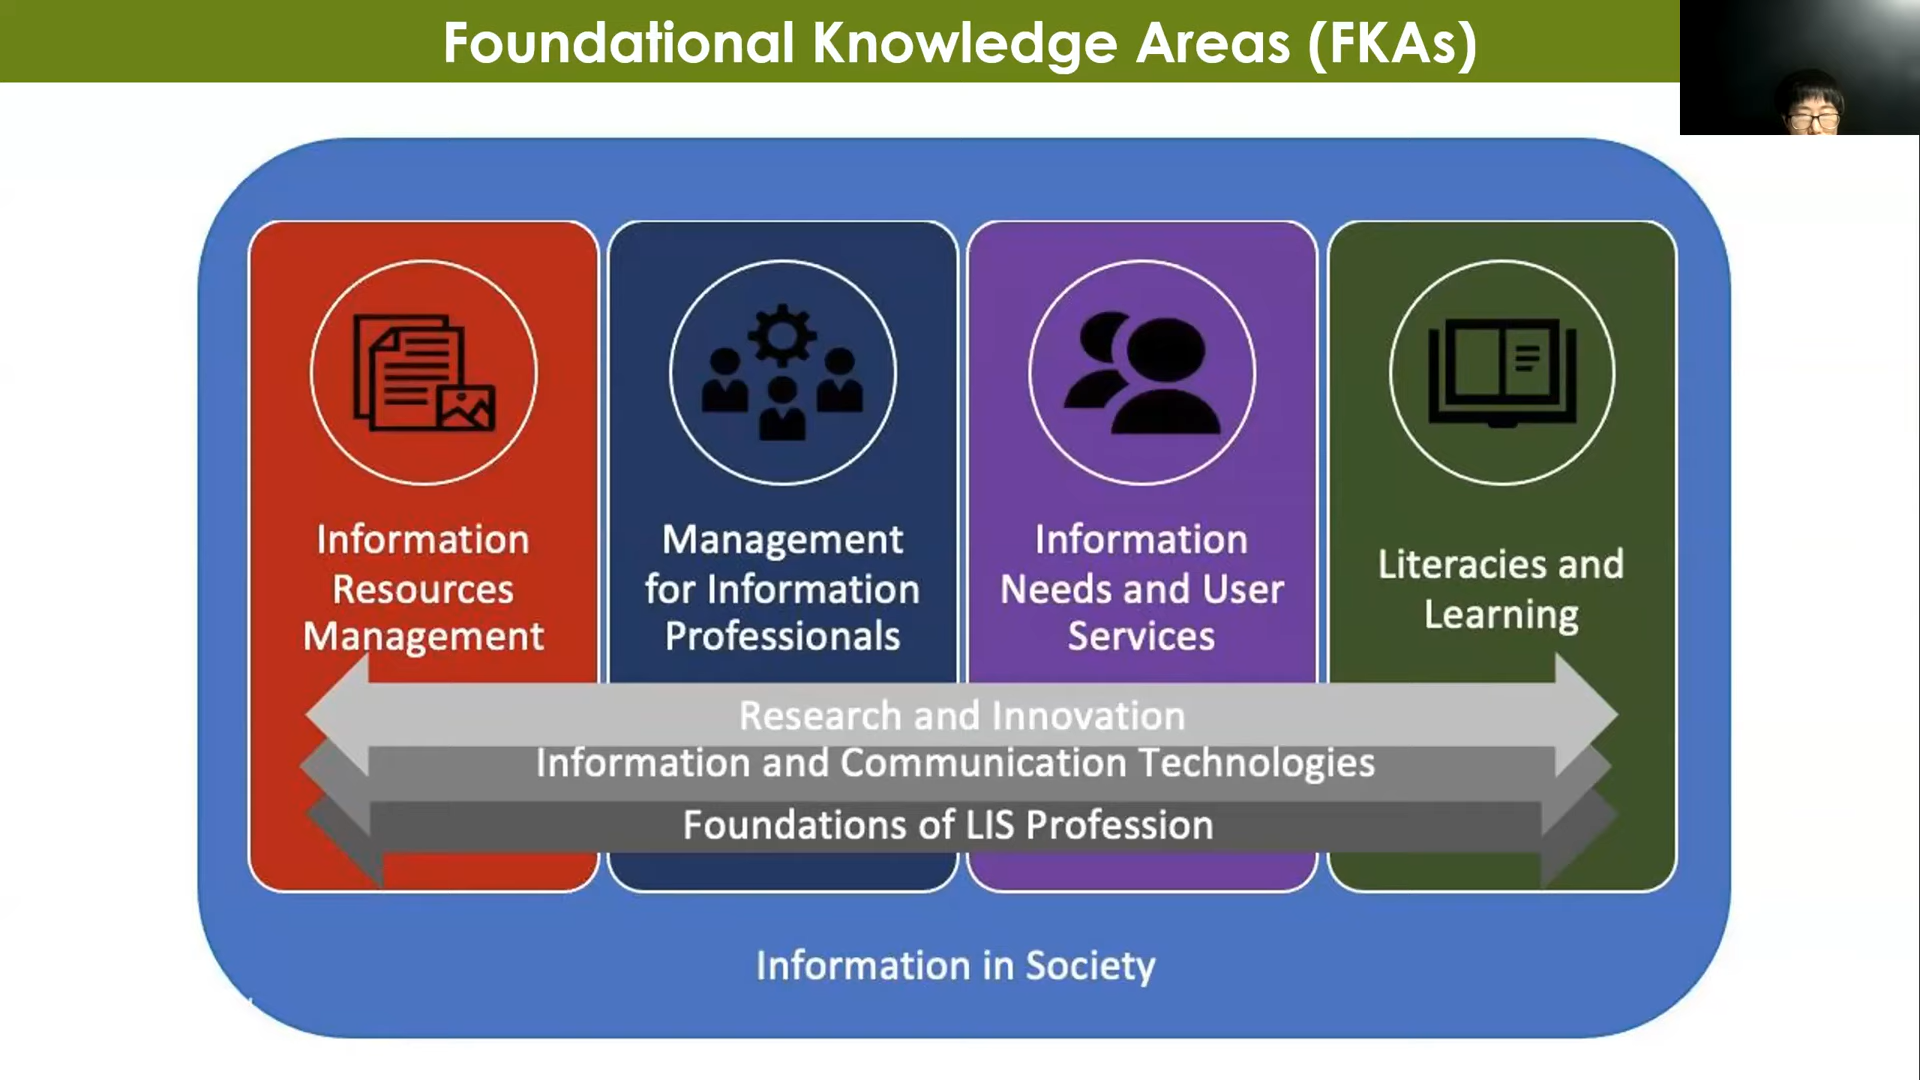 Foundational Knowledge Areas (FKAs)
Information
Resources
Management
Management
for Information
Professionals
Information
Needs and User
Services
Literacies and
Learning
Research and Innovation
Information and Communication Technologies
Foundations of LIS Profession
Information in Society